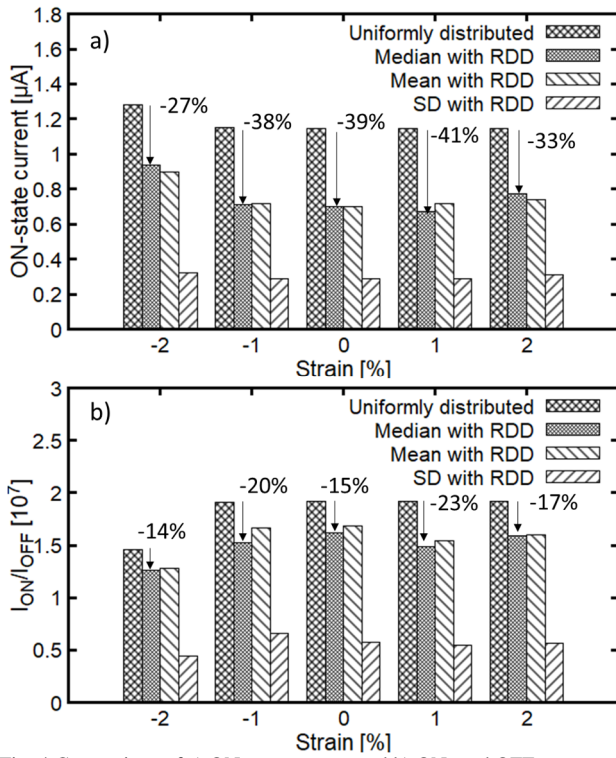 a)
Uniformly distributed
Median with RDD
Mean with RDD
SD with RDD
ON-state current [µA]
1.8
1.6
1.4
1.2
1
0.8
0.6
0.4
0.2
0
-27%
-38%
-39%
-41%
-33%
-2
-1
0
1
2
Strain [%]
b)
Uniformly distributed
Median with RDD
Mean with RDD
SD with RDD
I_ON/I_OFF [10^7]
3
2.5
2
1.5
1
0.5
0
-14%
-20%
-15%
-23%
-17%
-2
-1
0
1
2
Strain [%]